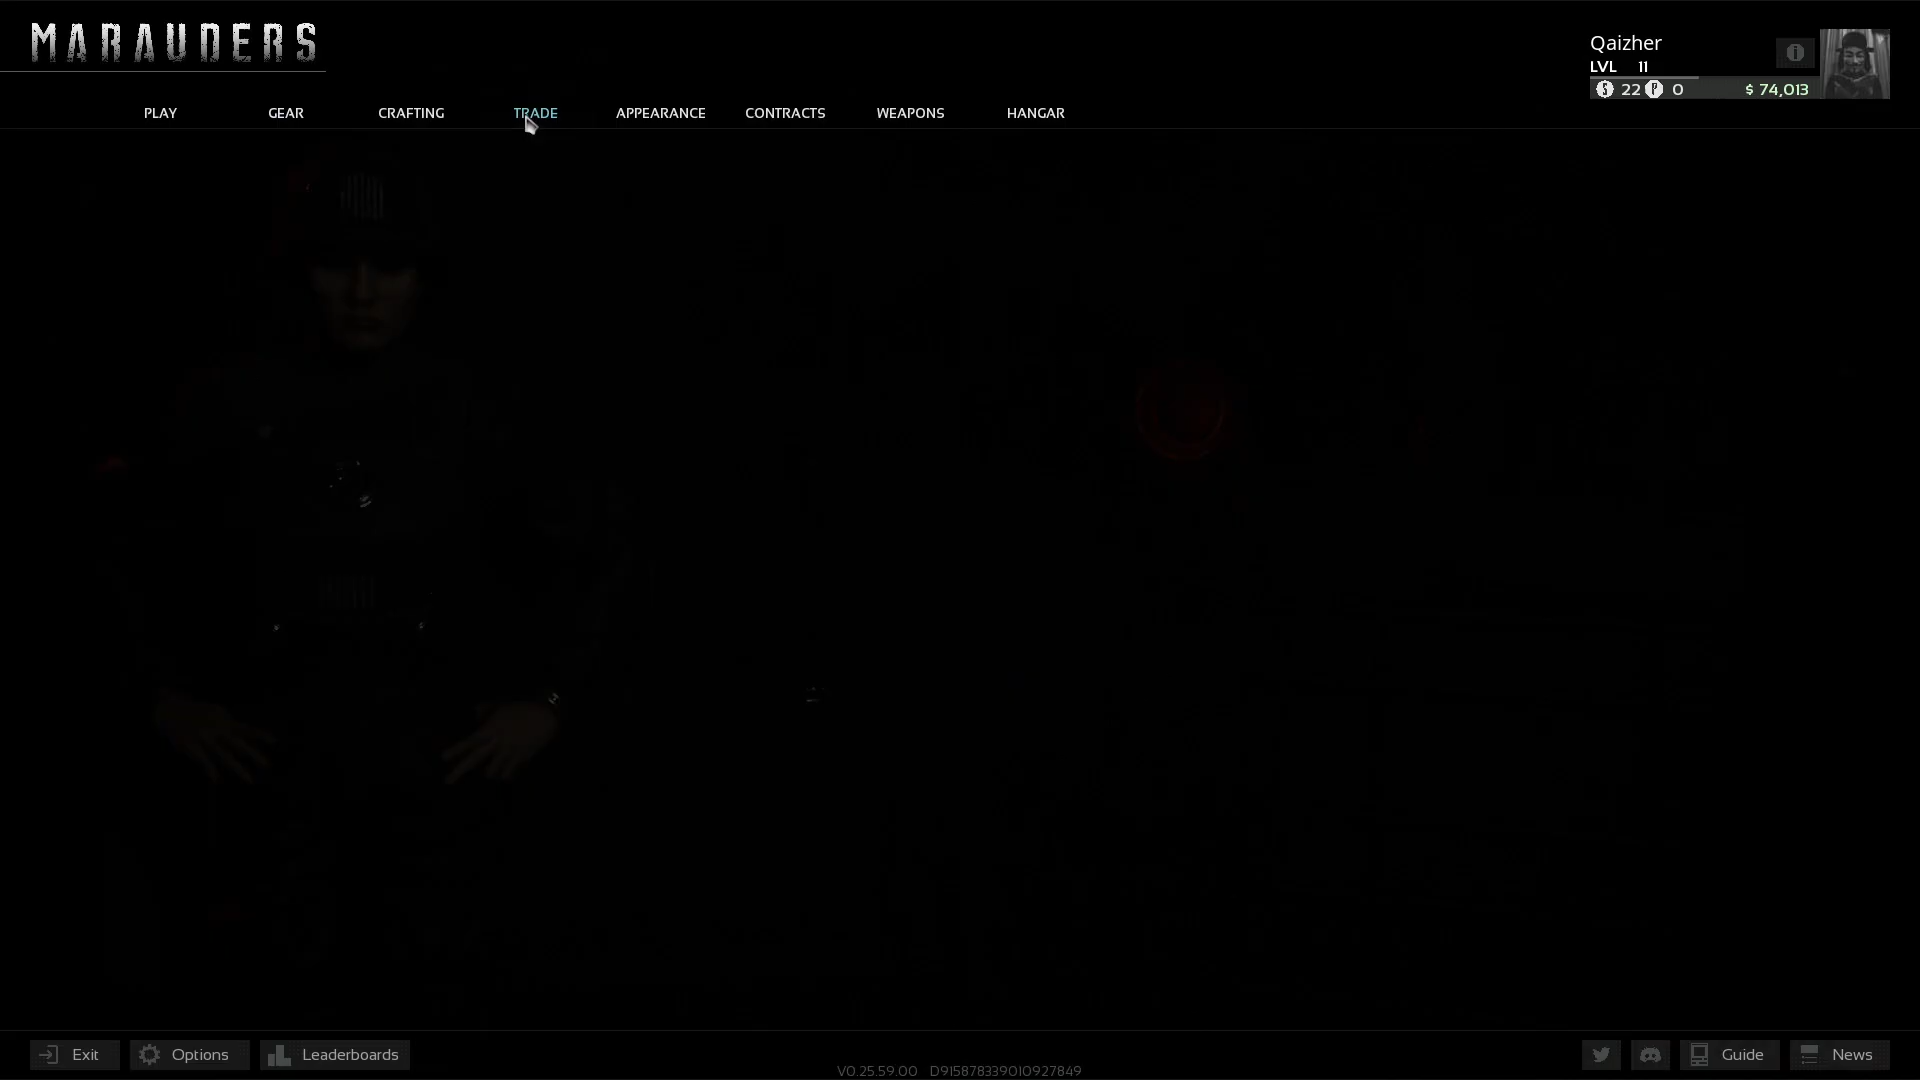 MARAUDERS
Qaizher
LVL 11
S 22 P 0 $ 74,013
PLAY GEAR CRAFTING TRADE APPEARANCE CONTRACTS WEAPONS HANGAR
Exit Options Leaderboards Guide News
V0.25.59.00 D915878339010927849